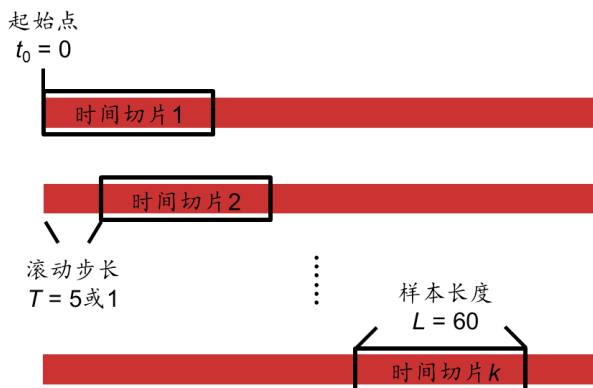 起始点
t₀ = 0
时间切片1
时间切片2
滚动步长
T = 5或1
样本长度
L = 60
时间切片k